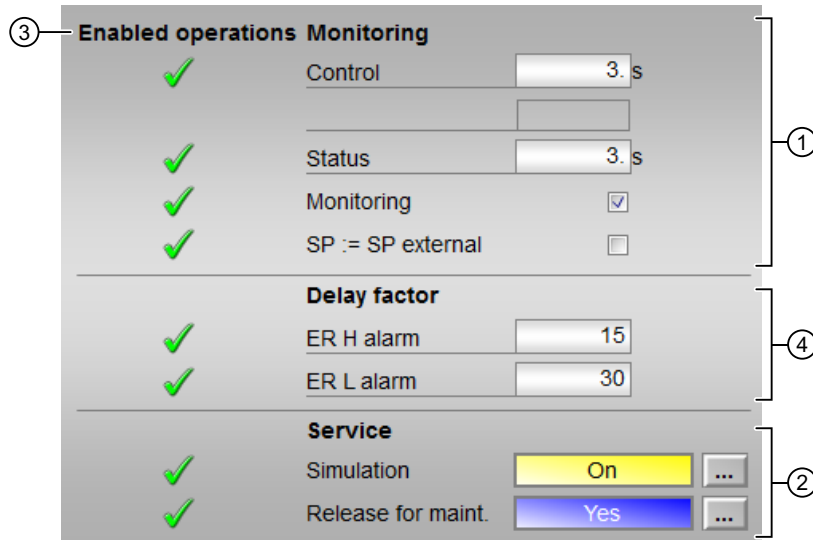 ③ Enabled operations Monitoring
Control 3. s
Status 3. s
Monitoring
SP := SP external
①
Delay factor
ER H alarm 15
ER L alarm 30
④
Service
Simulation On ...
Release for maint. Yes ...
②